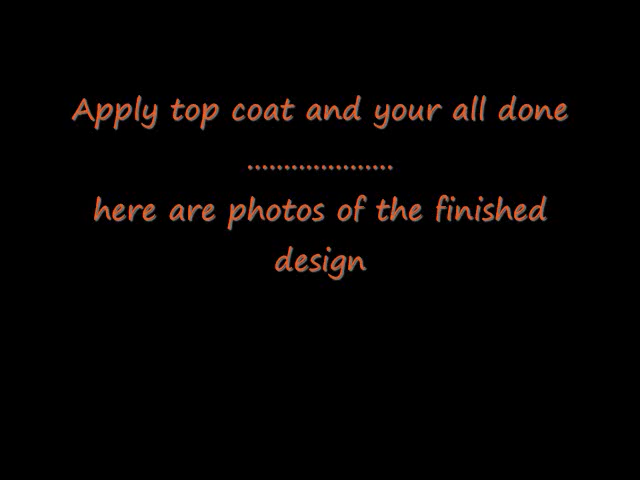 Apply top coat and your all done
.....................
here are photos of the finished
design